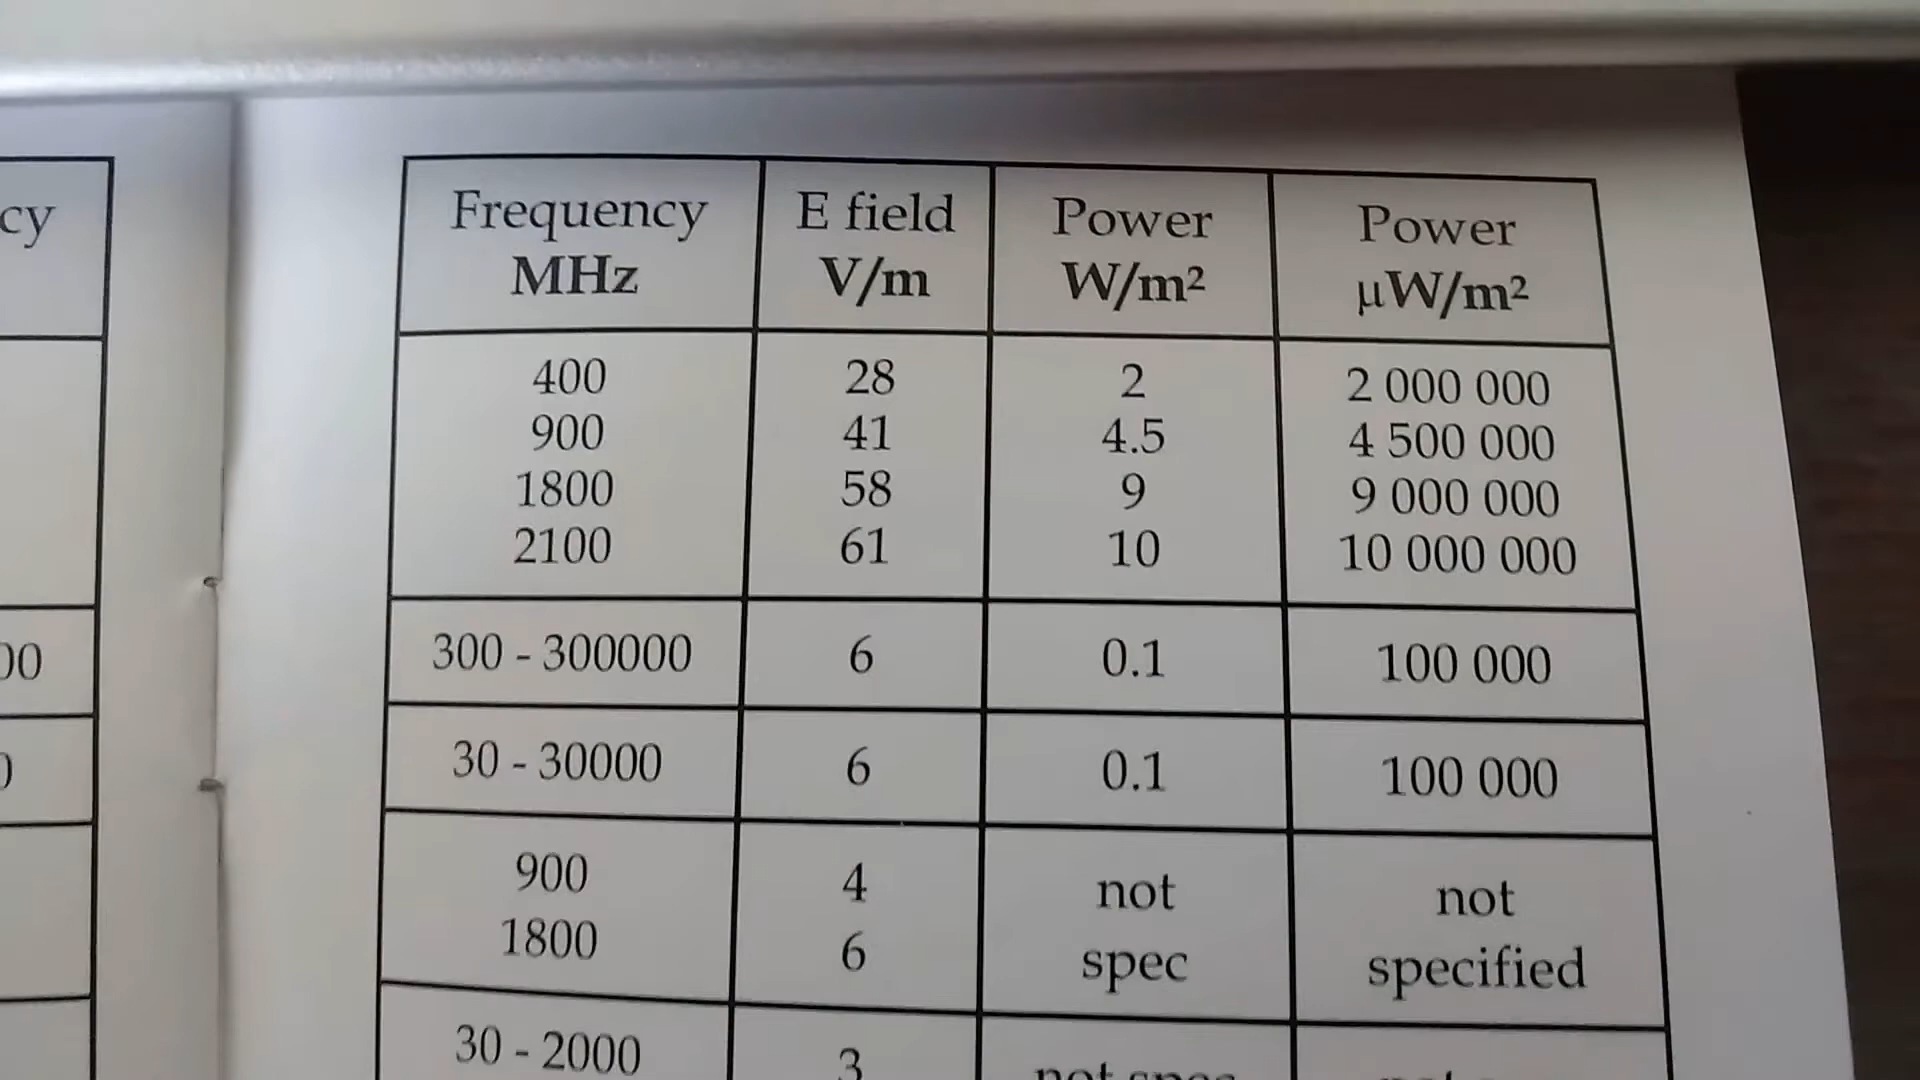 cy
00
Frequency E field Power Power
MHz V/m W/m² W/m² µW/m²
400 28 2 2 000 000
900 41 4.5 4 500 000
1800 58 9 9 000 000
2100 61 10 10 000 000
300 - 300000 6 0.1 100 000
30 - 30000 6 0.1 100 000
900 4 not not
1800 6 spec specified
30 - 2000 3 not spec